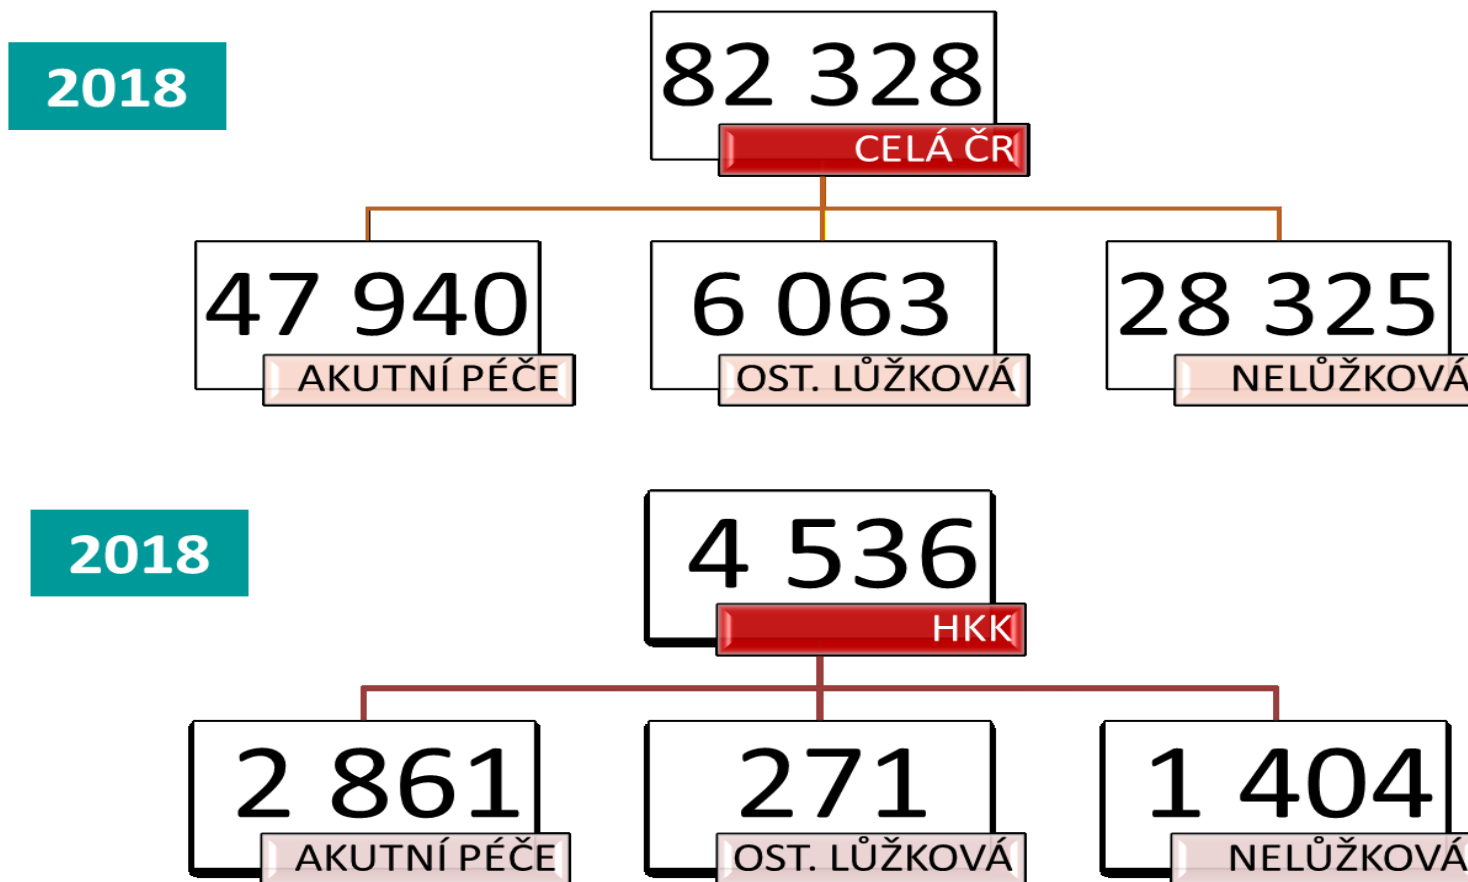 2018
82 328
CELÁ ČR
47 940
AKUTNÍ PÉČE
6 063
OST. LŮŽKOVÁ
28 325
NELŮŽKOVÁ
2018
4 536
HKK
2 861
AKUTNÍ PÉČE
271
OST. LŮŽKOVÁ
1 404
NELŮŽKOVÁ